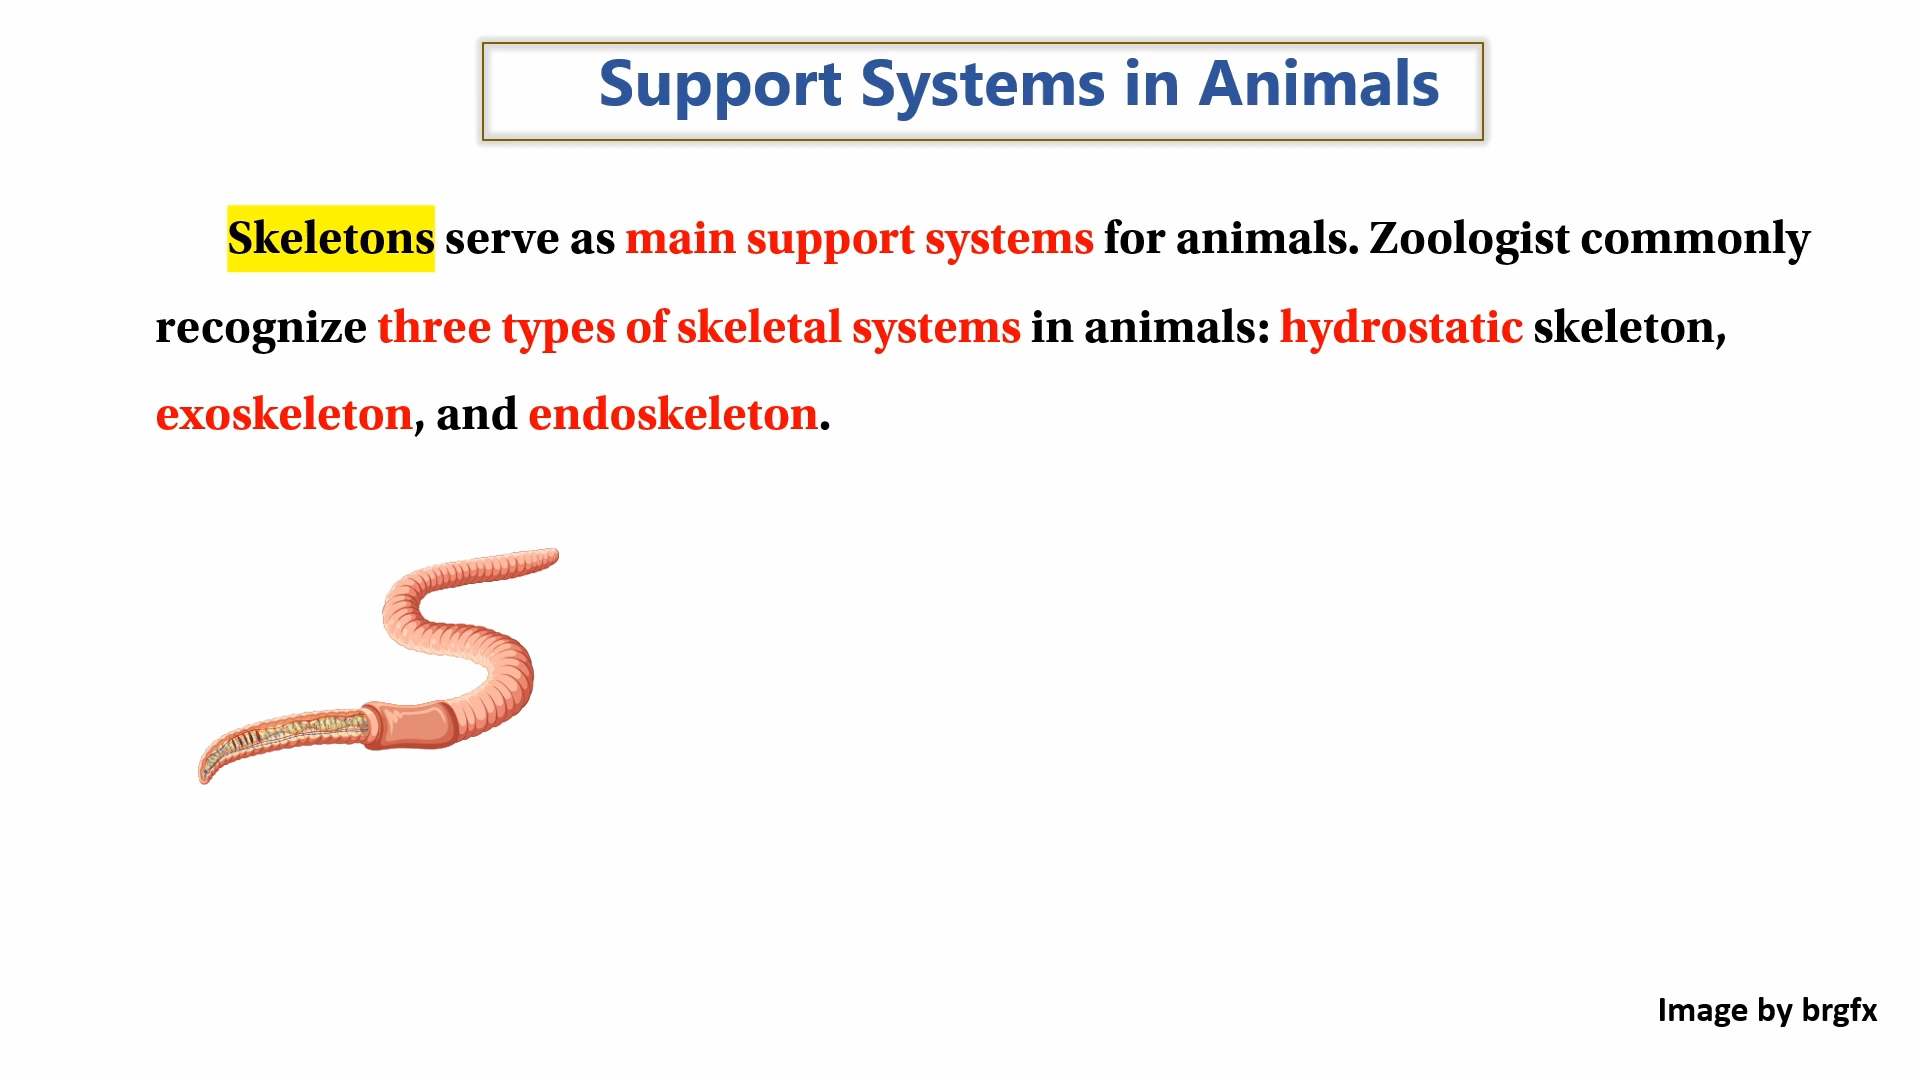 Support Systems in Animals
Skeletons serve as main support systems for animals. Zoologist commonly
recognize three types of skeletal systems in animals: hydrostatic skeleton,
exoskeleton, and endoskeleton.
Image by brgfx